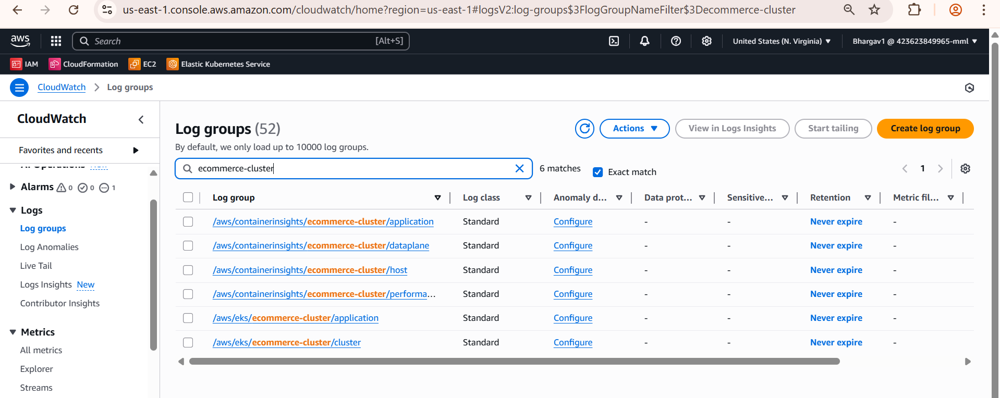 us-east-1.console.aws.amazon.com/cloudwatch/home?region=us-east-1#logsV2:log-groups$3FlogGroupNameFilter$3Decommerce-cluster
aws Search [Alt+S] United States (N. Virginia) Bhargav1 @ 423623849965-mml
IAM CloudFormation EC2 Elastic Kubernetes Service
CloudWatch Log groups
CloudWatch
Favorites and recents
Alarms 0 0 1
Logs
Log groups
Log Anomalies
Live Tail
Logs Insights New
Contributor Insights
Metrics
All metrics
Explorer
Streams
Log groups (52)
Actions View in Logs Insights Start tailing Create log group
By default, we only load up to 10000 log groups.
ecommerce-cluster 6 matches Exact match 1
Log group Log class Anomaly d... Data prot... Sensitive... Retention Metric fil...
/aws/containerinsights/ecommerce-cluster/application Standard Configure - - Never expire -
/aws/containerinsights/ecommerce-cluster/dataplane Standard Configure - - Never expire -
/aws/containerinsights/ecommerce-cluster/host Standard Configure - - Never expire -
/aws/containerinsights/ecommerce-cluster/performa... Standard Configure - - Never expire -
/aws/eks/ecommerce-cluster/application Standard Configure - - Never expire -
/aws/eks/ecommerce-cluster/cluster Standard Configure - - Never expire -